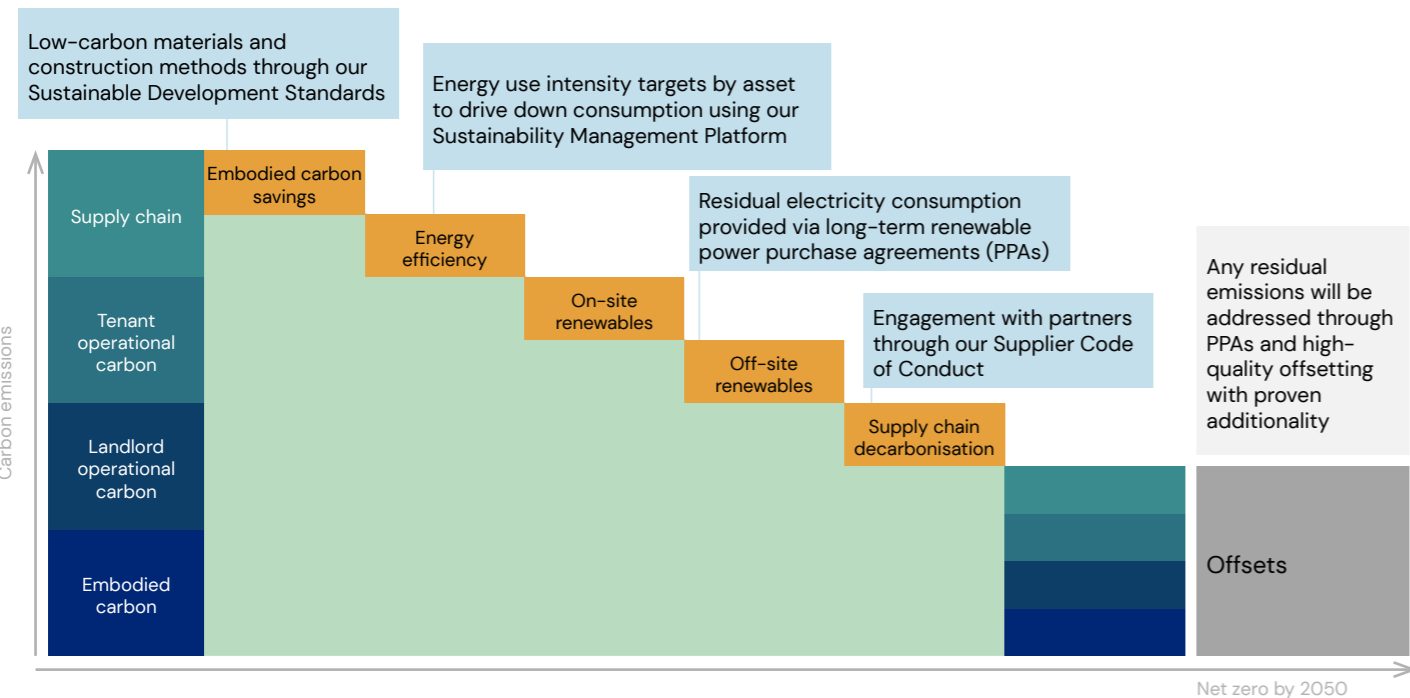 Low-carbon materials and
construction methods through our
Sustainable Development Standards
Energy use intensity targets by asset
to drive down consumption using our
Sustainability Management Platform
Residual electricity consumption
provided via long-term renewable
power purchase agreements (PPAs)
Engagement with partners
through our Supplier Code
of Conduct
Any residual
emissions will be
addressed through
PPAs and high-
quality offsetting
with proven
additionality
Carbon emissions
Supply chain
Tenant
operational
carbon
Landlord
operational
carbon
Embodied
carbon
Embodied carbon
savings
Energy
efficiency
On-site
renewables
Off-site
renewables
Supply chain
decarbonisation
Offsets
Net zero by 2050